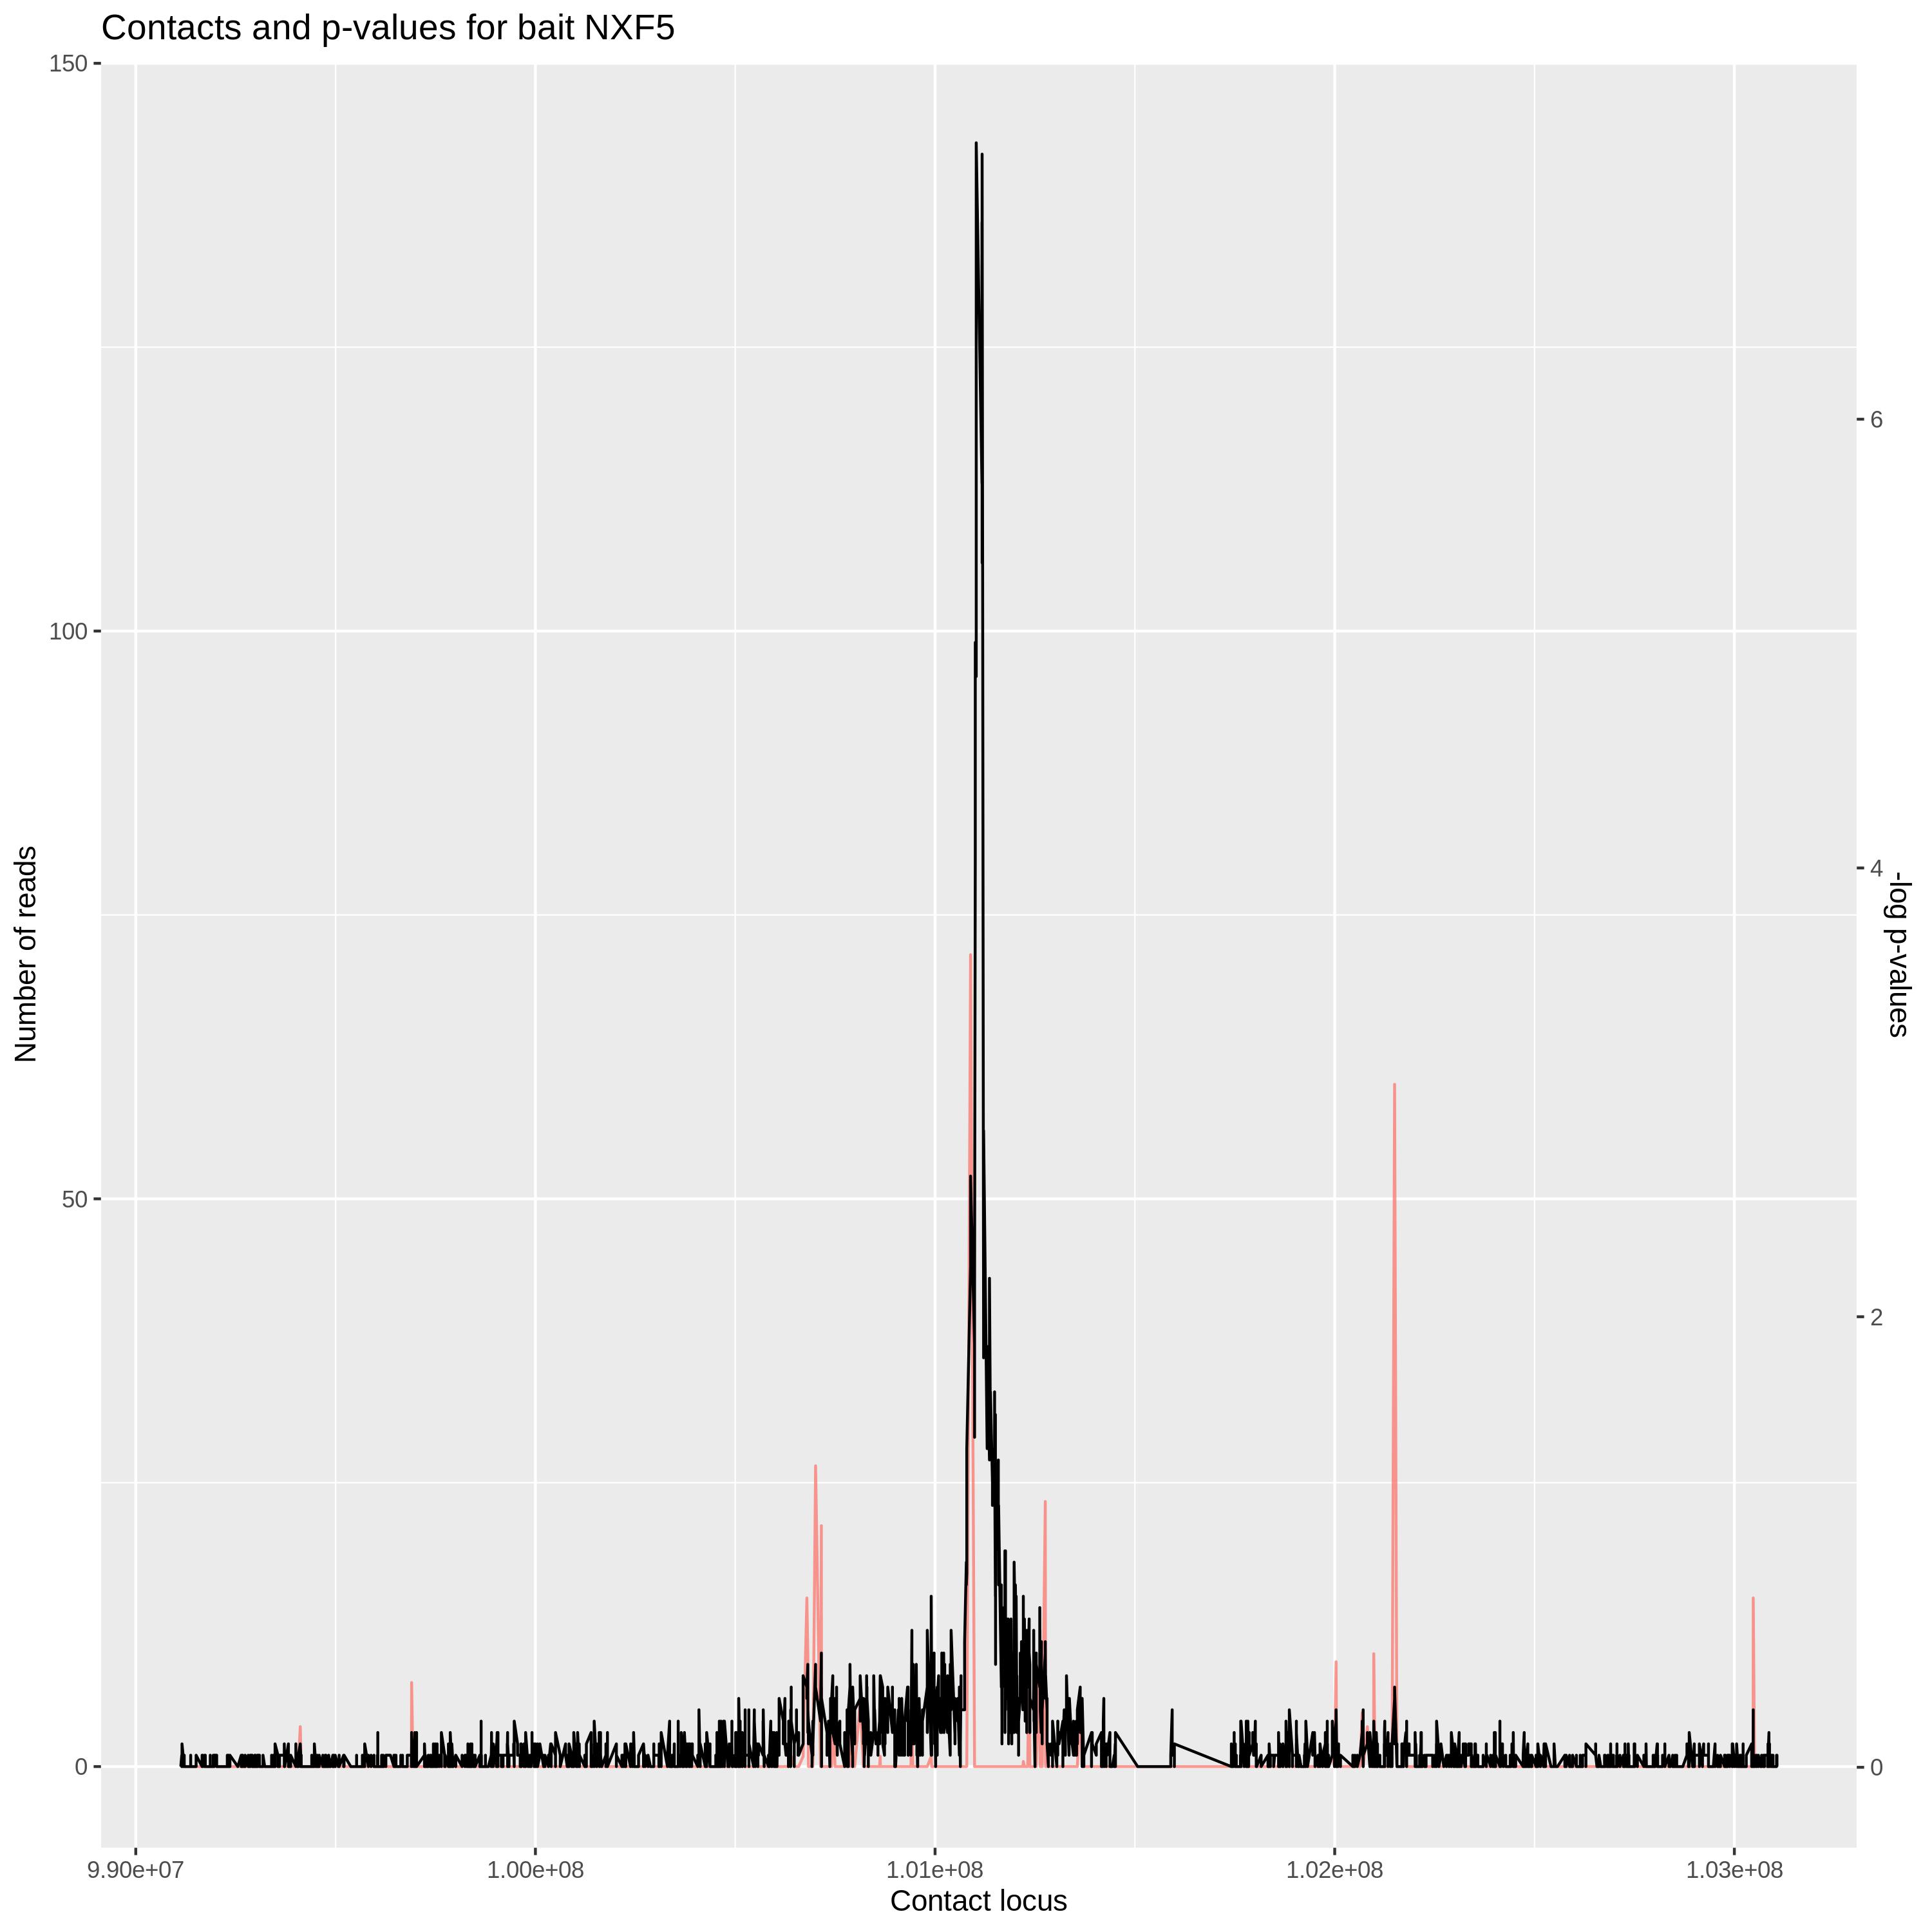 Contacts and p-values for bait NXF5
150
100
50
0
Number of reads
6
4
2
0
-log p-values
9.90e+07
1.00e+08
1.01e+08
1.02e+08
1.03e+08
Contact locus